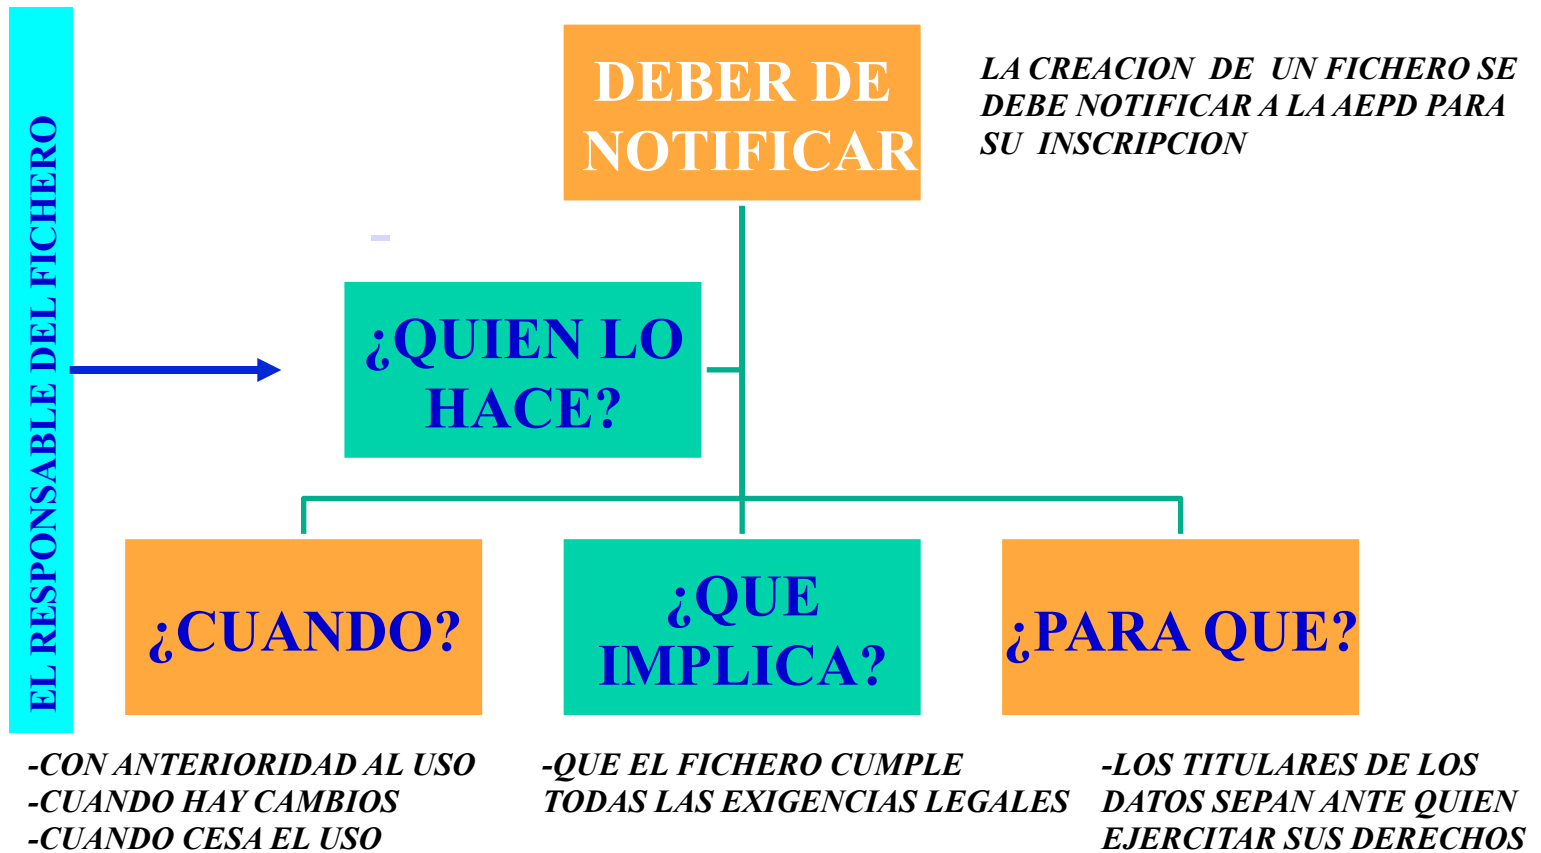 DEBER DE
NOTIFICAR
LA CREACION DE UN FICHERO SE
DEBE NOTIFICAR A LA AEPD PARA
SU INSCRIPCION
EL RESPONSABLE DEL FICHERO
¿QUIEN LO
HACE?
¿CUANDO?
¿QUE
IMPLICA?
¿PARA QUE?
-CON ANTERIORIDAD AL USO
-CUANDO HAY CAMBIOS
-CUANDO CESA EL USO
-QUE EL FICHERO CUMPLE
TODAS LAS EXIGENCIAS LEGALES
-LOS TITULARES DE LOS
DATOS SEPAN ANTE QUIEN
EJERCITAR SUS DERECHOS